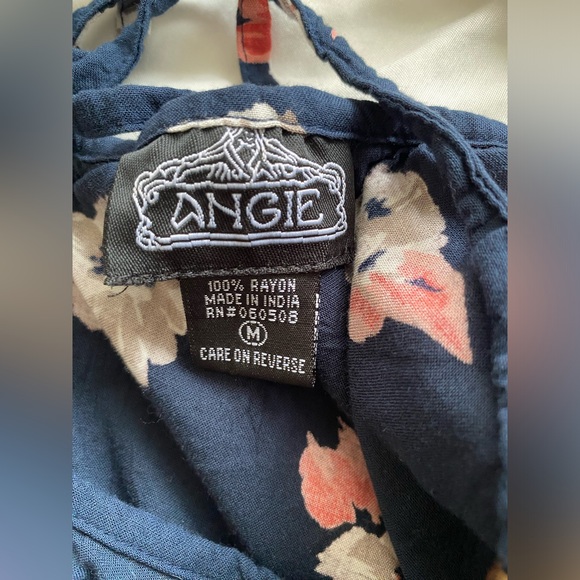 ANGIE
100% RAYON
MADE IN INDIA
RN#060508
M
CARE ON REVERSE